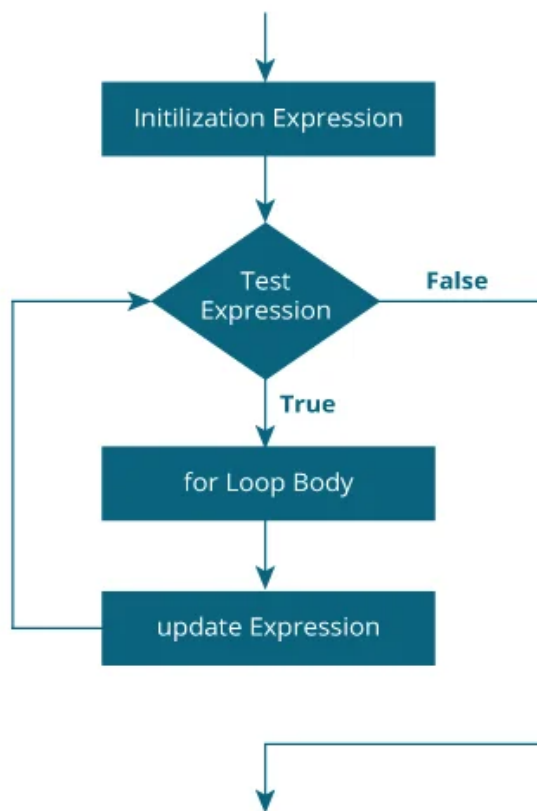 Initilization Expression
Test
Expression
False
True
for Loop Body
update Expression